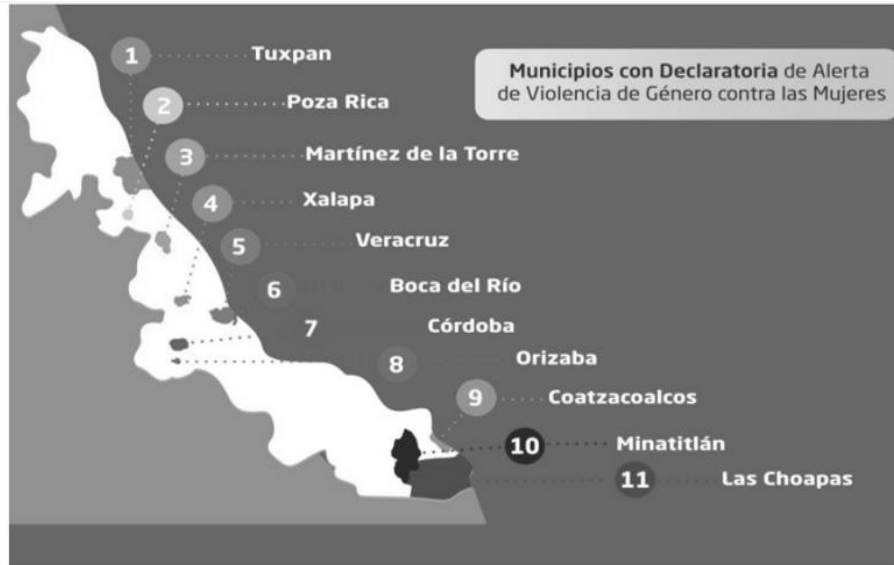 1 Tuxpan
Municipios con Declaratoria de Alerta
de Violencia de Género contra las Mujeres
2 Poza Rica
3 Martínez de la Torre
4 Xalapa
5 Veracruz
6 Boca del Río
7 Córdoba
8 Orizaba
9 Coatzacoalcos
10 Minatitlán
11 Las Choapas